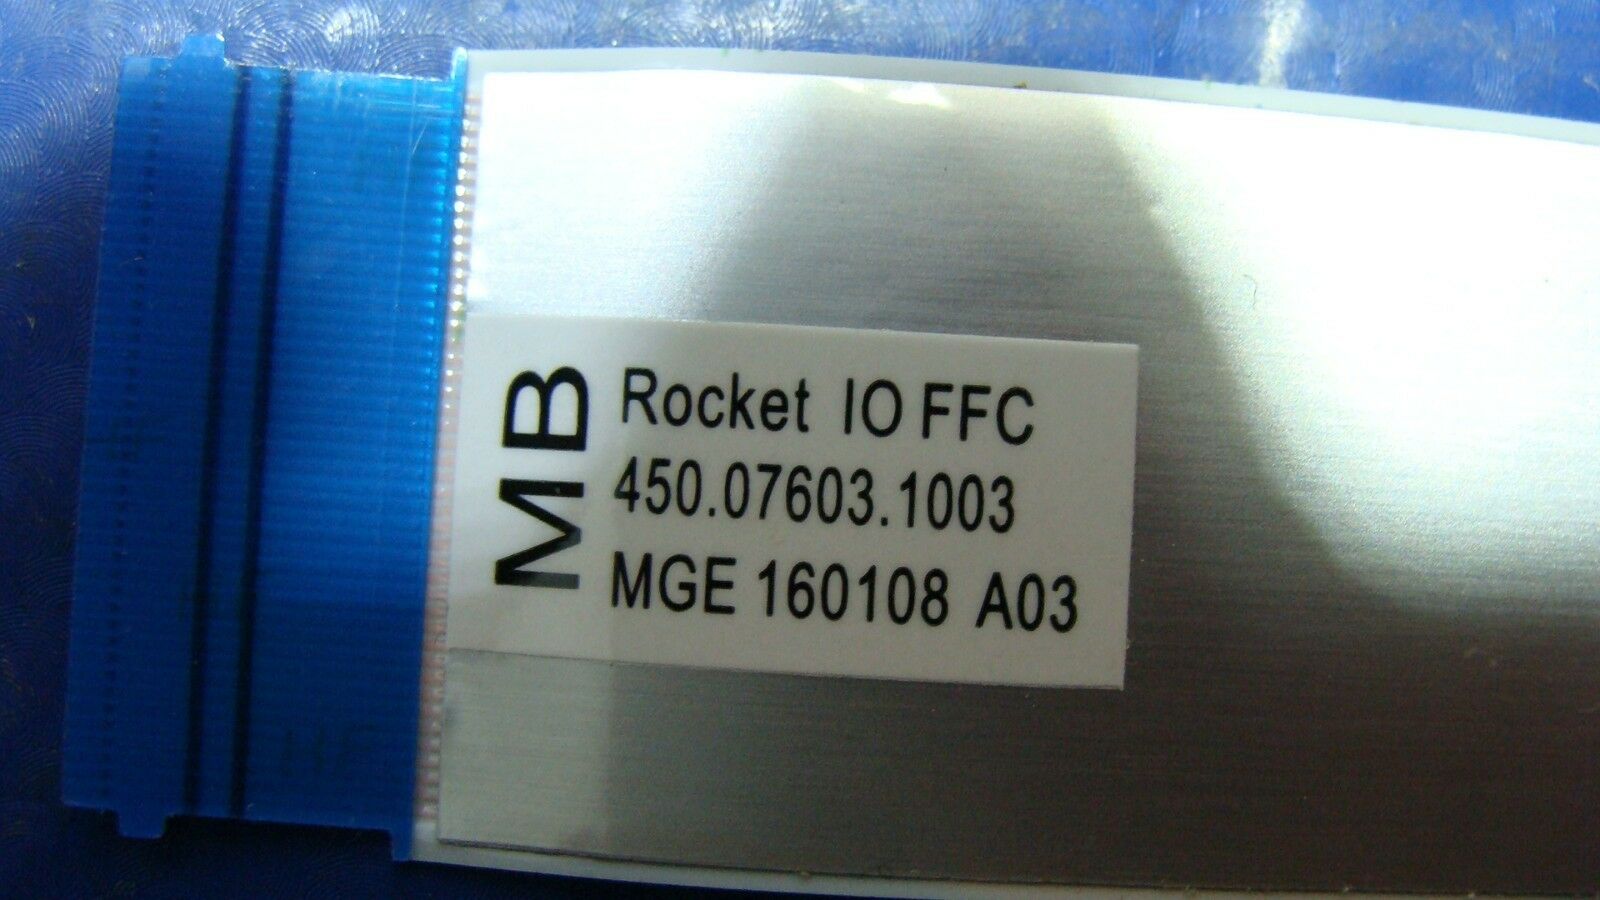 MB
Rocket IO FFC
450.07603.1003
MGE 160108 A03